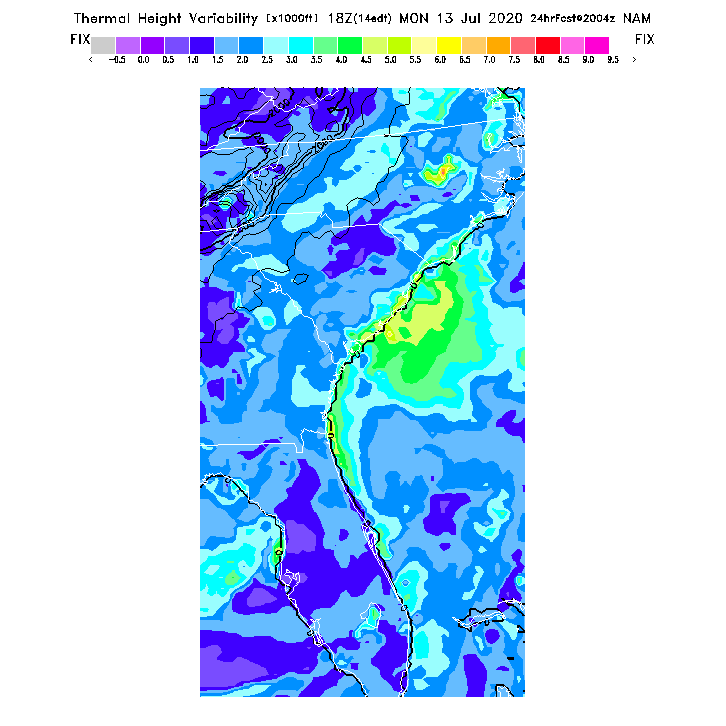 Thermal Height Variability [x1000ft] 18Z(14edt) MON 13 Jul 2020 24hrFcst@2004z NAM
FIX FIX
< -0.5 0.0 0.5 1.0 1.5 2.0 2.5 3.0 3.5 4.0 4.5 5.0 5.5 6.0 6.5 7.0 7.5 8.0 8.5 9.0 9.5 >